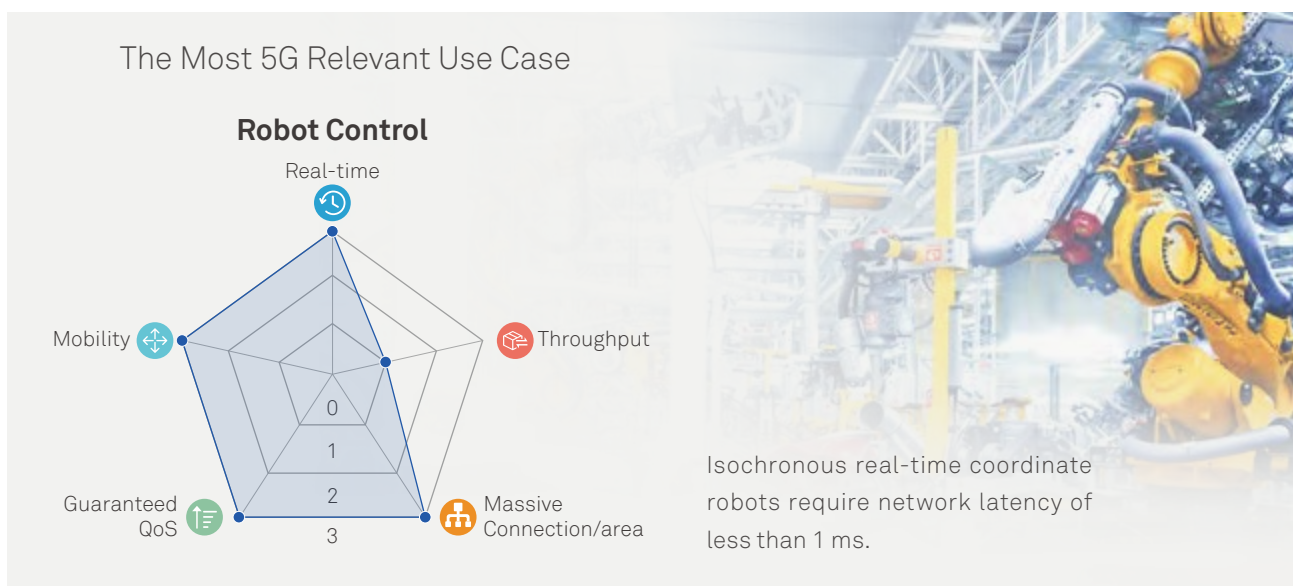 The Most 5G Relevant Use Case
Robot Control
Real-time
Mobility
Throughput
0
1
2
3
Guaranteed
QoS
Massive
Connection/area
Isochronous real-time coordinate
robots require network latency of
less than 1 ms.